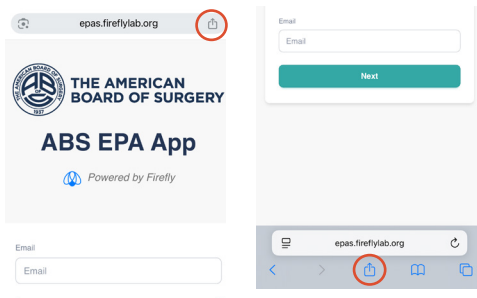 epas.fireflylab.org
THE AMERICAN
BOARD OF SURGERY
ABS EPA App
Powered by Firefly
Email
Email
Email
Email
Next
epas.fireflylab.org